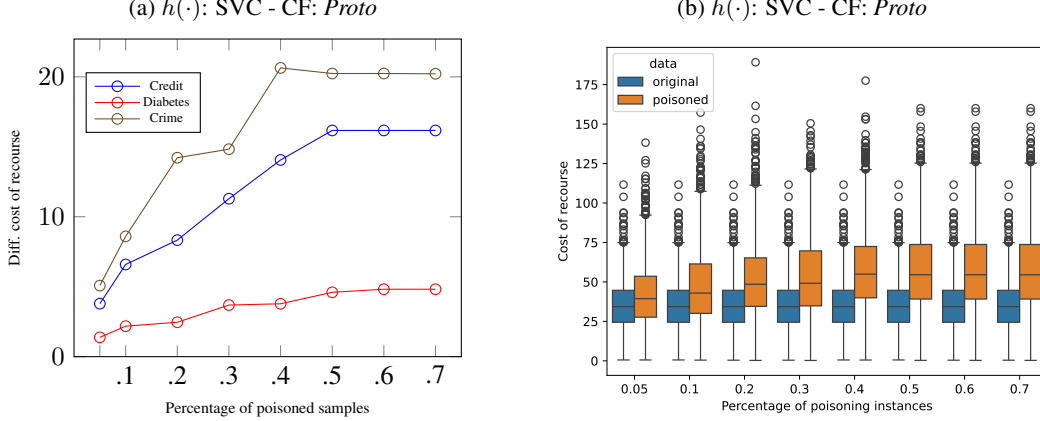 (a) h(·): SVC - CF: Proto
Diff. cost of recourse
20
10
0
Credit
Diabetes
Crime
.1 .2 .3 .4 .5 .6 .7
Percentage of poisoned samples
(b) h(·): SVC - CF: Proto
Cost of recourse
175
150
125
100
75
50
25
0
data
original
poisoned
0.05 0.1 0.2 0.3 0.4 0.5 0.6 0.7
Percentage of poisoning instances